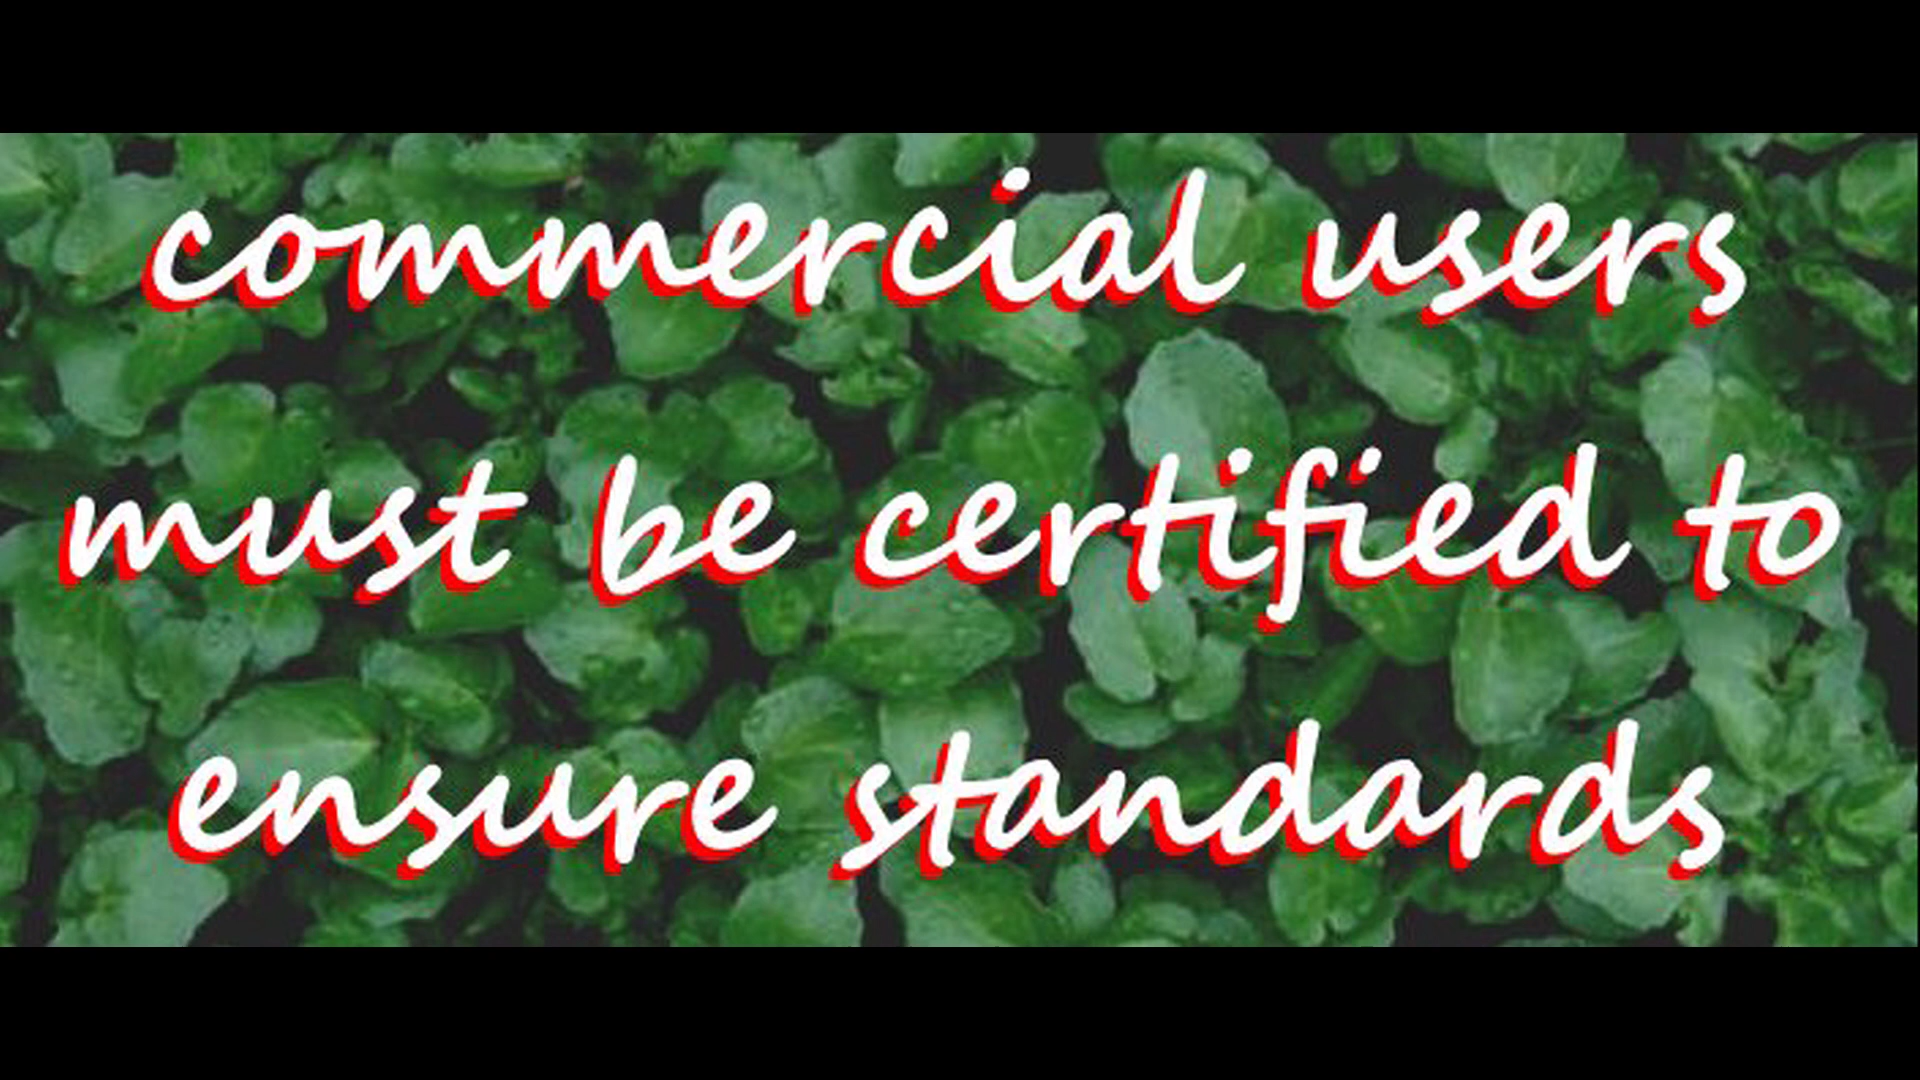 commercial users
must be certified to
ensure standards